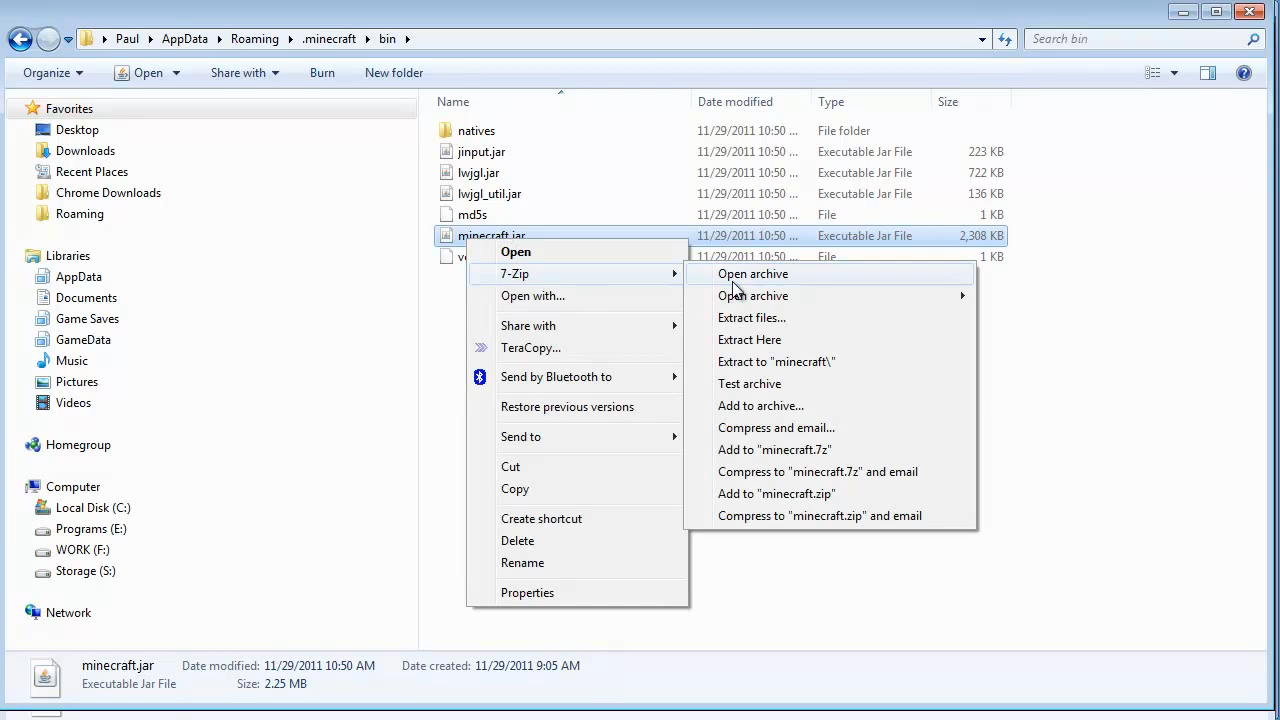 Paul AppData Roaming .minecraft bin
Search bin
Organize Open Share with Burn New folder
Name Date modified Type Size
Favorites
Desktop
Downloads
Recent Places
Chrome Downloads
Roaming
Libraries
AppData
Documents
Game Saves
GameData
Music
Pictures
Videos
Homegroup
Computer
Local Disk (C:)
Programs (E:)
WORK (F:)
Storage (S:)
Network
natives 11/29/2011 10:50 ... File folder
jinput.jar 11/29/2011 10:50 ... Executable Jar File 223 KB
lwjgl.jar 11/29/2011 10:50 ... Executable Jar File 722 KB
lwjgl_util.jar 11/29/2011 10:50 ... Executable Jar File 136 KB
md5s 11/29/2011 10:50 ... File 1 KB
minecraft.jar 11/29/2011 10:50 ... Executable Jar File 2,308 KB
11/29/2011 10:50 ... File 1 KB
Open
7-Zip
Open with...
Share with
TeraCopy...
Send by Bluetooth to
Restore previous versions
Send to
Cut
Copy
Create shortcut
Delete
Rename
Properties
Open archive
Open archive
Extract files...
Extract Here
Extract to "minecraft\"
Test archive
Add to archive...
Compress and email...
Add to "minecraft.7z"
Compress to "minecraft.7z" and email
Add to "minecraft.zip"
Compress to "minecraft.zip" and email
minecraft.jar Date modified: 11/29/2011 10:50 AM Date created: 11/29/2011 9:05 AM
Executable Jar File Size: 2.25 MB